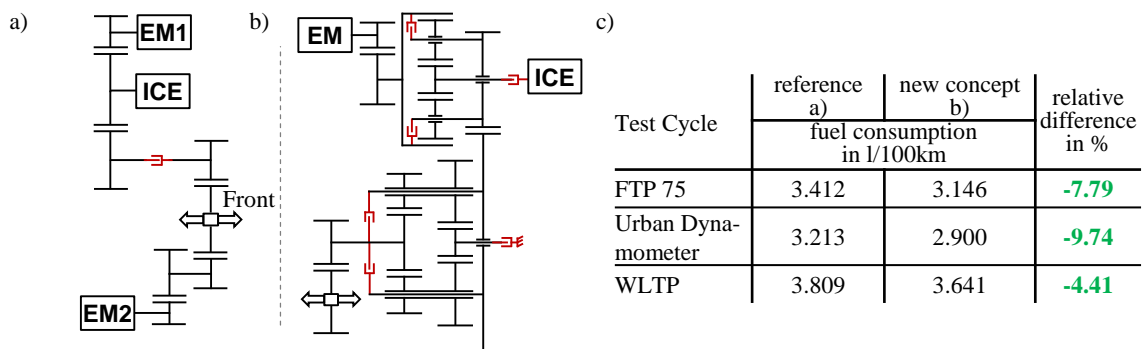 a)
EM1
ICE
Front
EM2
b)
EM
ICE
c)
reference new concept relative
a) b) difference
Test Cycle fuel consumption in %
in l/100km
FTP 75 3.412 3.146 -7.79
Urban Dyna-
mometer 3.213 2.900 -9.74
WLTP 3.809 3.641 -4.41